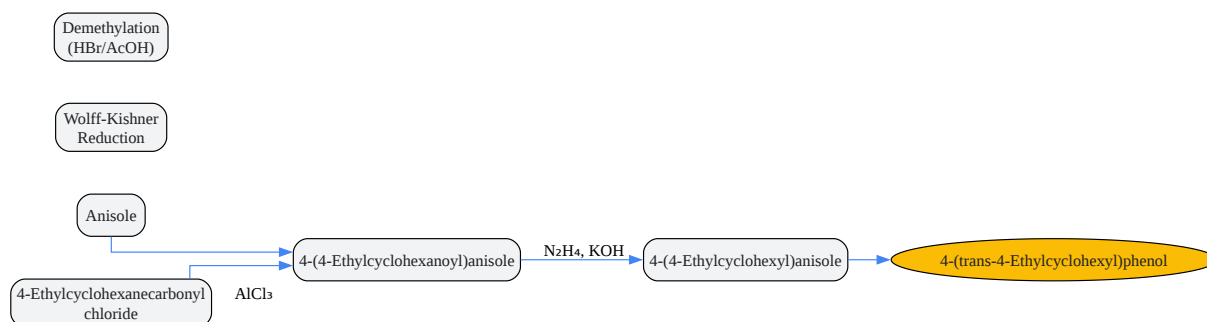 Demethylation
(HBr/AcOH)
Wolff-Kishner
Reduction
Anisole
4-Ethylcyclohexanecarbonyl
chloride
AlCl₃
4-(4-Ethylcyclohexanoyl)anisole
N₂H₄, KOH
4-(4-Ethylcyclohexyl)anisole
4-(trans-4-Ethylcyclohexyl)phenol